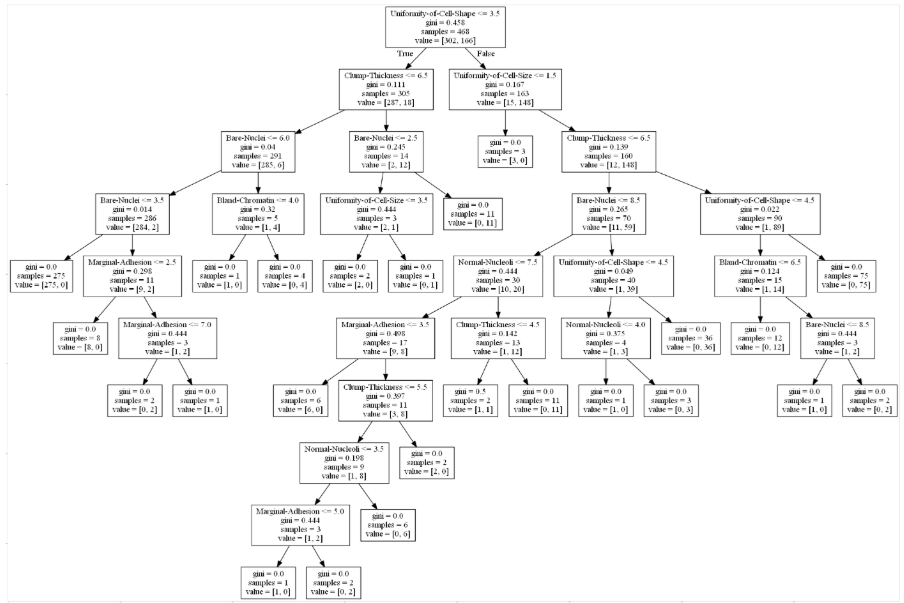 Uniformity-of-Cell-Shape <= 3.5
gini = 0.458
samples = 468
value = [302, 166]
True
False
Clump-Thickness <= 6.5
gini = 0.111
samples = 305
value = [287, 18]
Uniformity-of-Cell-Size <= 1.5
gini = 0.167
samples = 163
value = [15, 148]
Bare-Nuclei <= 6.0
gini = 0.04
samples = 291
value = [285, 6]
Bare-Nuclei <= 2.5
gini = 0.245
samples = 14
value = [2, 12]
gini = 0.0
samples = 3
value = [3, 0]
Clump-Thickness <= 6.5
gini = 0.139
samples = 160
value = [12, 148]
Bare-Nuclei <= 3.5
gini = 0.014
samples = 286
value = [284, 2]
Bland-Chromatin <= 4.0
gini = 0.32
samples = 5
value = [1, 4]
Uniformity-of-Cell-Size <= 3.5
gini = 0.444
samples = 3
value = [2, 1]
gini = 0.0
samples = 11
value = [0, 11]
Bare-Nuclei <= 8.5
gini = 0.265
samples = 70
value = [11, 59]
Uniformity-of-Cell-Shape <= 4.5
gini = 0.022
samples = 90
value = [1, 89]
gini = 0.0
samples = 275
value = [275, 0]
Marginal-Adhesion <= 2.5
gini = 0.298
samples = 11
value = [9, 2]
gini = 0.0
samples = 1
value = [1, 0]
gini = 0.0
samples = 4
value = [0, 4]
gini = 0.0
samples = 2
value = [2, 0]
gini = 0.0
samples = 1
value = [0, 1]
Normal-Nucleoli <= 7.5
gini = 0.444
samples = 30
value = [10, 20]
Uniformity-of-Cell-Shape <= 4.5
gini = 0.049
samples = 40
value = [1, 39]
Bland-Chromatin <= 6.5
gini = 0.124
samples = 15
value = [1, 14]
gini = 0.0
samples = 75
value = [0, 75]
gini = 0.0
samples = 8
value = [8, 0]
Marginal-Adhesion <= 7.0
gini = 0.444
samples = 3
value = [1, 2]
Marginal-Adhesion <= 3.5
gini = 0.498
samples = 17
value = [9, 8]
Clump-Thickness <= 4.5
gini = 0.142
samples = 13
value = [1, 12]
Normal-Nucleoli <= 4.0
gini = 0.375
samples = 4
value = [1, 3]
gini = 0.0
samples = 36
value = [0, 36]
gini = 0.0
samples = 12
value = [0, 12]
Bare-Nuclei <= 8.5
gini = 0.444
samples = 3
value = [1, 2]
gini = 0.0
samples = 2
value = [0, 2]
gini = 0.0
samples = 1
value = [1, 0]
gini = 0.0
samples = 6
value = [6, 0]
Clump-Thickness <= 5.5
gini = 0.397
samples = 11
value = [3, 8]
gini = 0.5
samples = 2
value = [1, 1]
gini = 0.0
samples = 11
value = [0, 11]
gini = 0.0
samples = 1
value = [1, 0]
gini = 0.0
samples = 3
value = [0, 3]
gini = 0.0
samples = 1
value = [1, 0]
gini = 0.0
samples = 2
value = [0, 2]
Normal-Nucleoli <= 3.5
gini = 0.198
samples = 9
value = [1, 8]
gini = 0.0
samples = 2
value = [2, 0]
Marginal-Adhesion <= 5.0
gini = 0.444
samples = 3
value = [1, 2]
gini = 0.0
samples = 6
value = [0, 6]
gini = 0.0
samples = 1
value = [1, 0]
gini = 0.0
samples = 2
value = [0, 2]